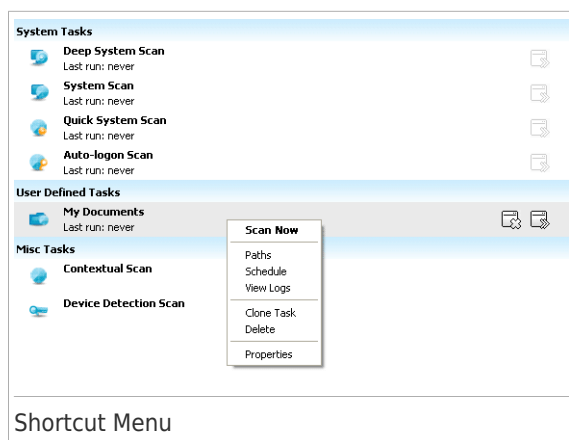 System Tasks
Deep System Scan
Last run: never
System Scan
Last run: never
Quick System Scan
Last run: never
Auto-logon Scan
Last run: never
User Defined Tasks
My Documents
Last run: never
Scan Now
Paths
Schedule
View Logs
Clone Task
Delete
Properties
Misc Tasks
Contextual Scan
Device Detection Scan
Shortcut Menu